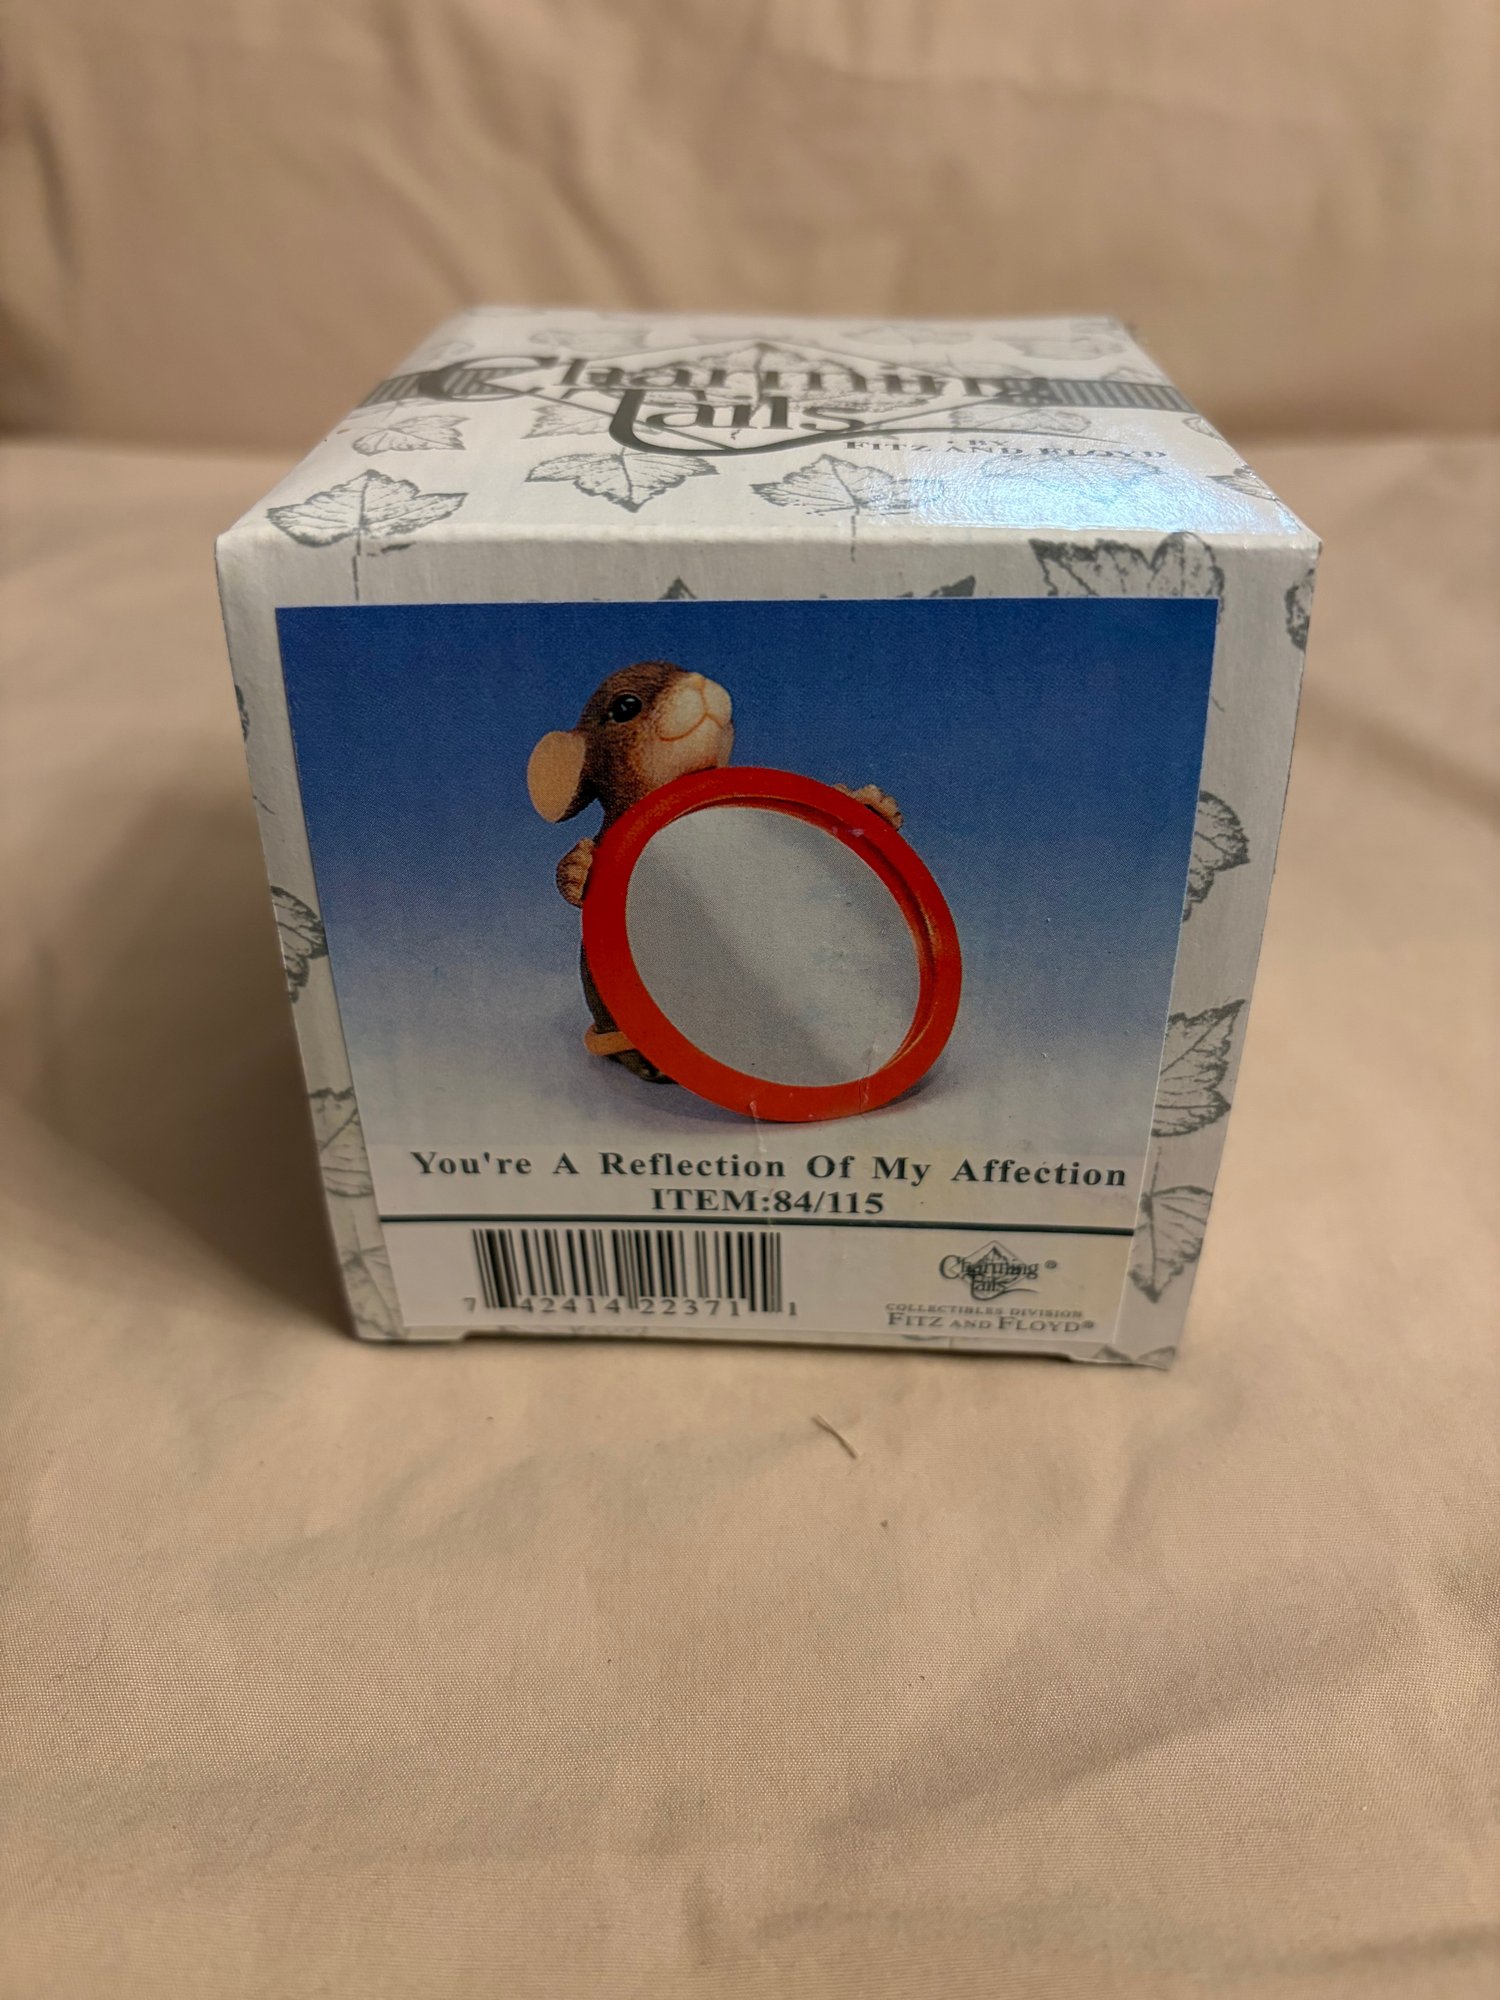 Charming
Tails
• BY
FITZ AND FLOYD
You're A Reflection Of My Affection
ITEM:84/115
7 42414 22371 1
Charming ®
Tails
COLLECTIBLES DIVISION
FITZ AND FLOYD®